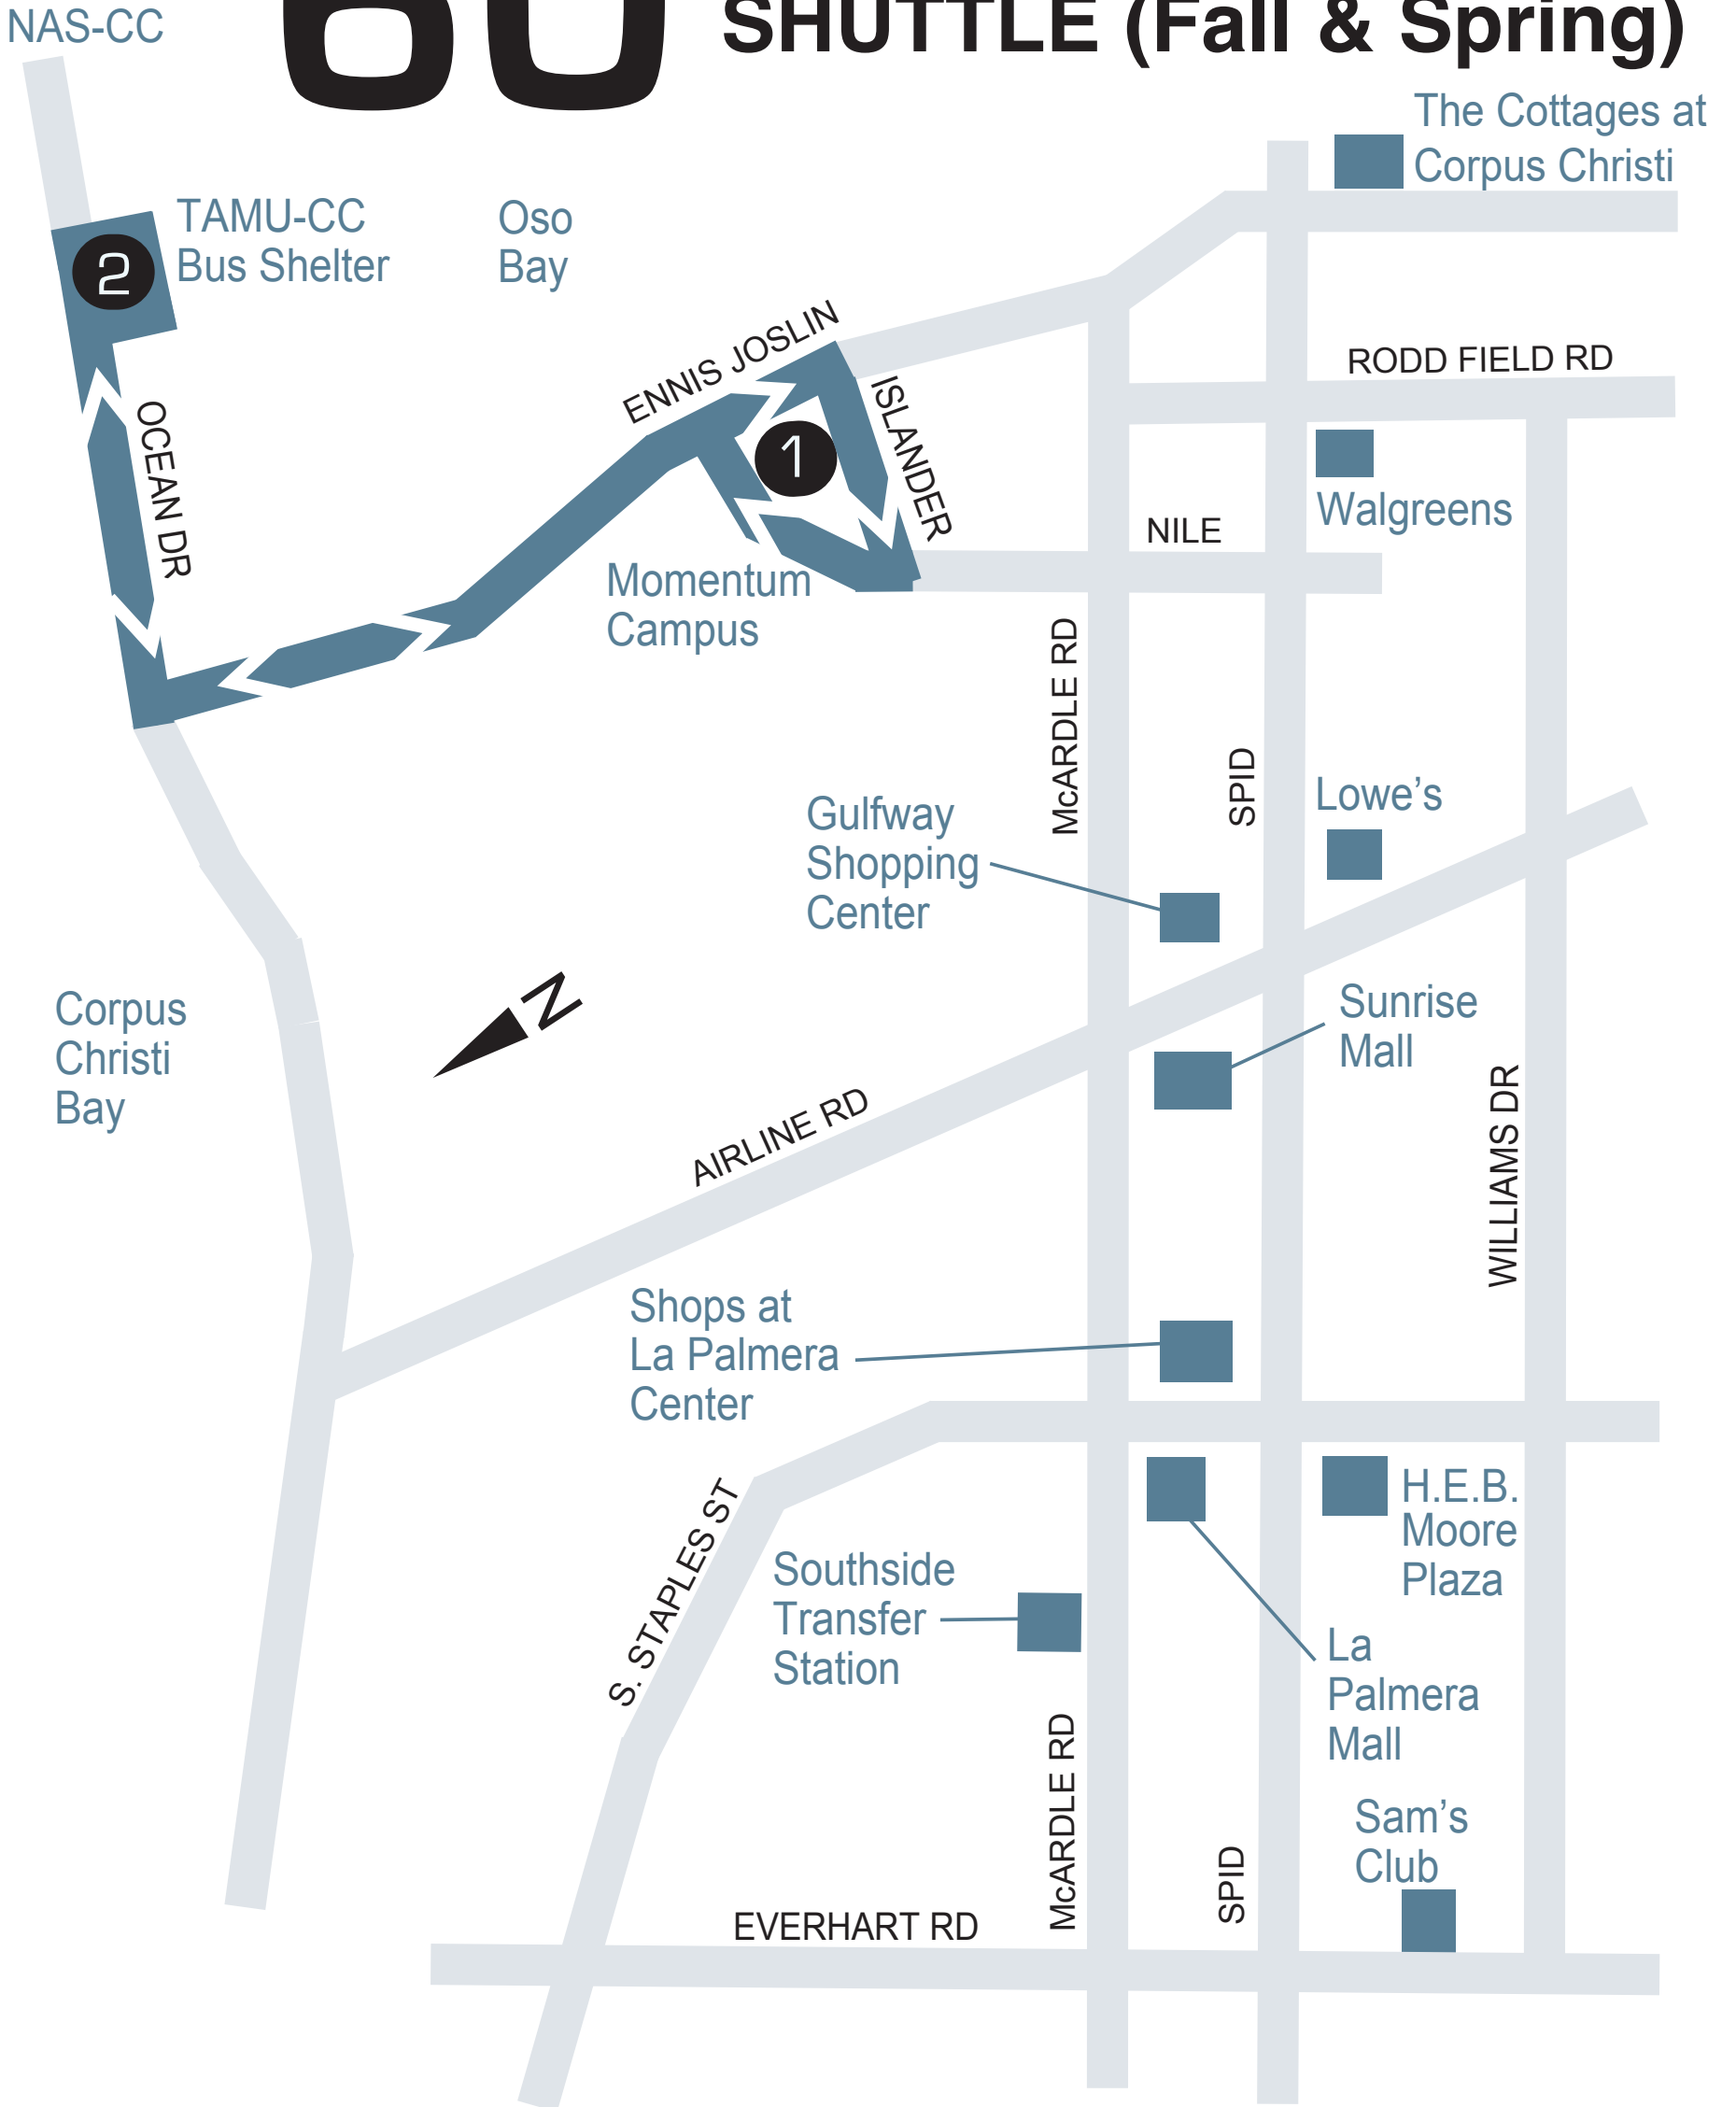 NAS-CC
60
SHUTTLE (Fall & Spring)
The Cottages at
Corpus Christi
TAMU-CC
Bus Shelter
2
Oso
Bay
ENNIS JOSLIN
ISLANDER
1
RODD FIELD RD
OCEAN DR
Walgreens
NILE
Momentum
Campus
McARDLE RD
SPID
Lowe's
Gulfway
Shopping
Center
Corpus
Christi
Bay
N
Sunrise
Mall
AIRLINE RD
WILLIAMS DR
Shops at
La Palmera
Center
S. STAPLES ST
H.E.B.
Moore
Plaza
Southside
Transfer
Station
La
Palmera
Mall
McARDLE RD
SPID
Sam's
Club
EVERHART RD